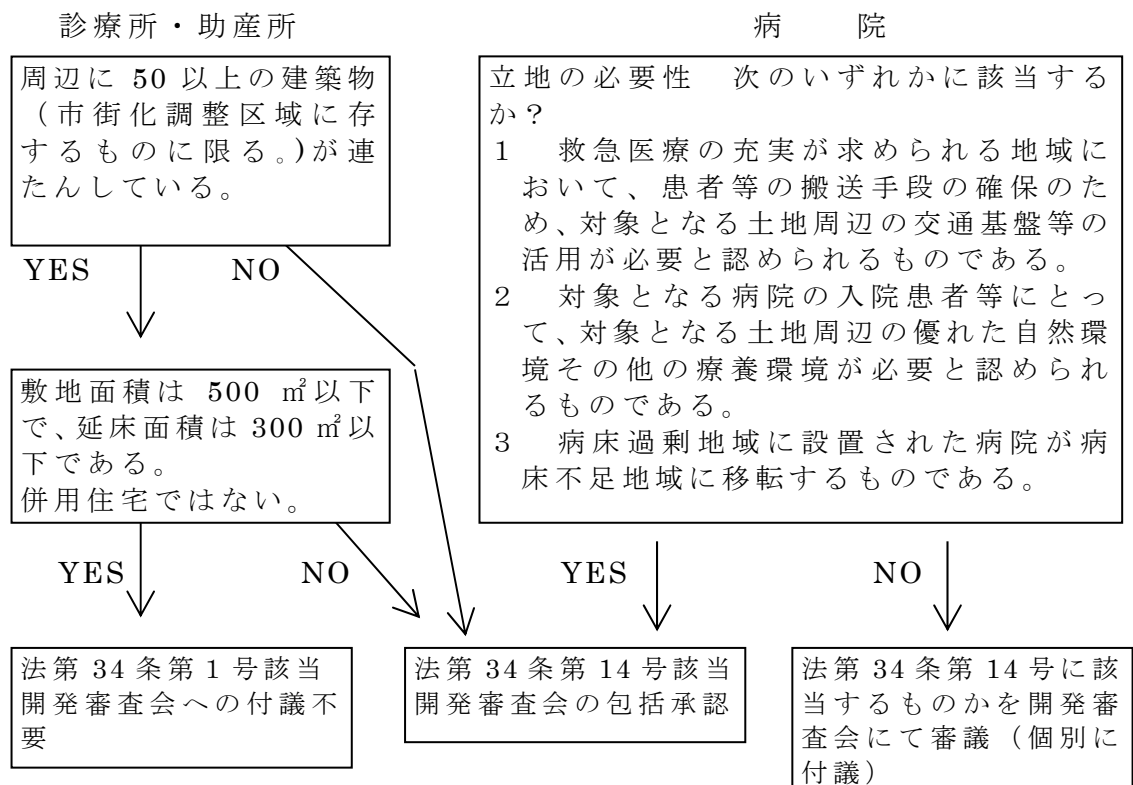 診療所・助産所
周辺に 50 以上の建築物
（市街化調整区域に存
するものに限る。)が連
たんしている。
YES NO
敷地面積は 500 ㎡以下
で、延床面積は 300 ㎡以
下である。
併用住宅ではない。
YES NO
法第 34 条第 1 号該当
開発審査会への付議不
要
病 院
立地の必要性 次のいずれかに該当する
か？
1 救急医療の充実が求められる地域に
おいて、患者等の搬送手段の確保のた
め、対象となる土地周辺の交通基盤等の
活用が必要と認められるものである。
2 対象となる病院の入院患者等にとっ
て、対象となる土地周辺の優れた自然環
境その他の療養環境が必要と認められ
るものである。
3 病床過剰地域に設置された病院が病
床不足地域に移転するものである。
YES NO
法第 34 条第 14 号該当
開発審査会の包括承認
法第 34 条第 14 号に該
当するものかを開発審
査会にて審議（個別に
付議）